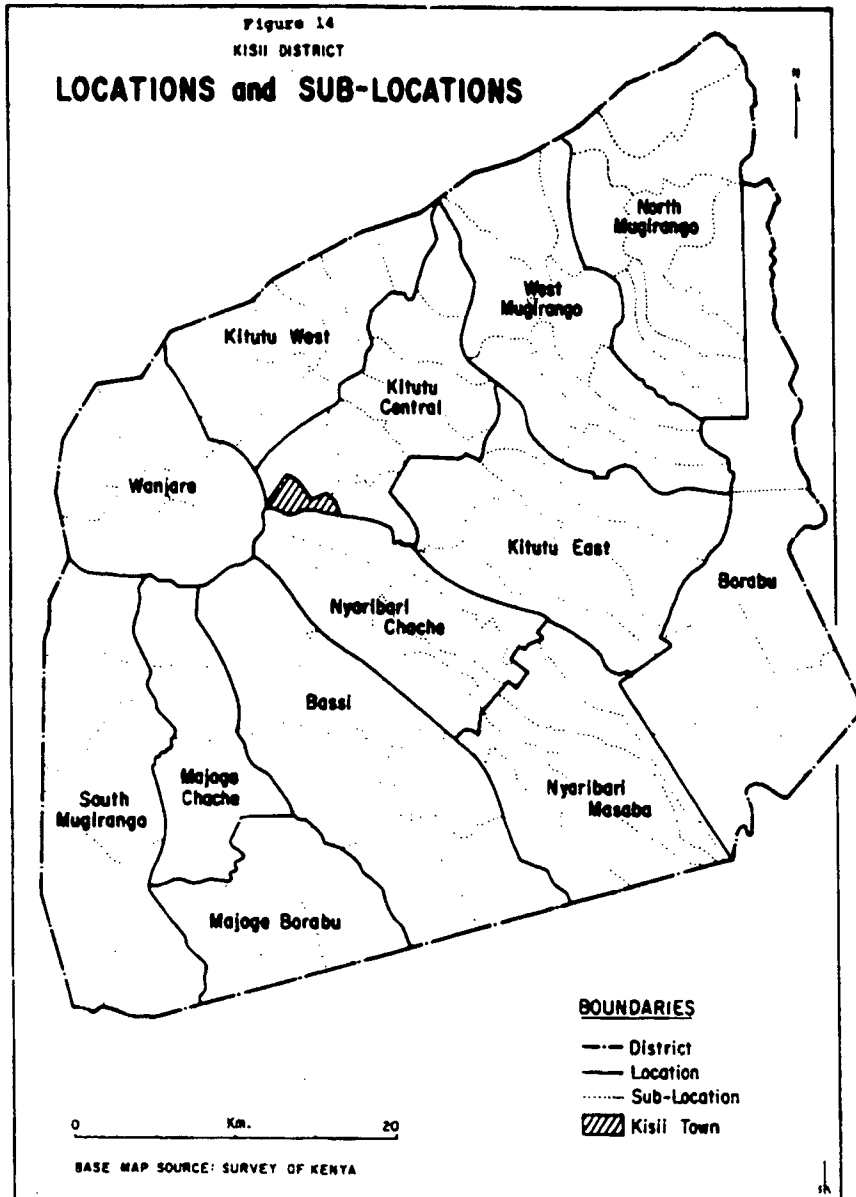 Figure 14
KISII DISTRICT
LOCATIONS and SUB-LOCATIONS
N
North
Mugirango
West
Mugirango
Kitutu West
Kitutu
Central
Wanjare
Kitutu East
Borabu
Nyaribari
Chache
Bassi
Majoge
Chache
South
Mugirango
Nyaribari
Masaba
Majoge Borabu
BOUNDARIES
District
Location
Sub-Location
Kisii Town
0 Km. 20
BASE MAP SOURCE: SURVEY OF KENYA